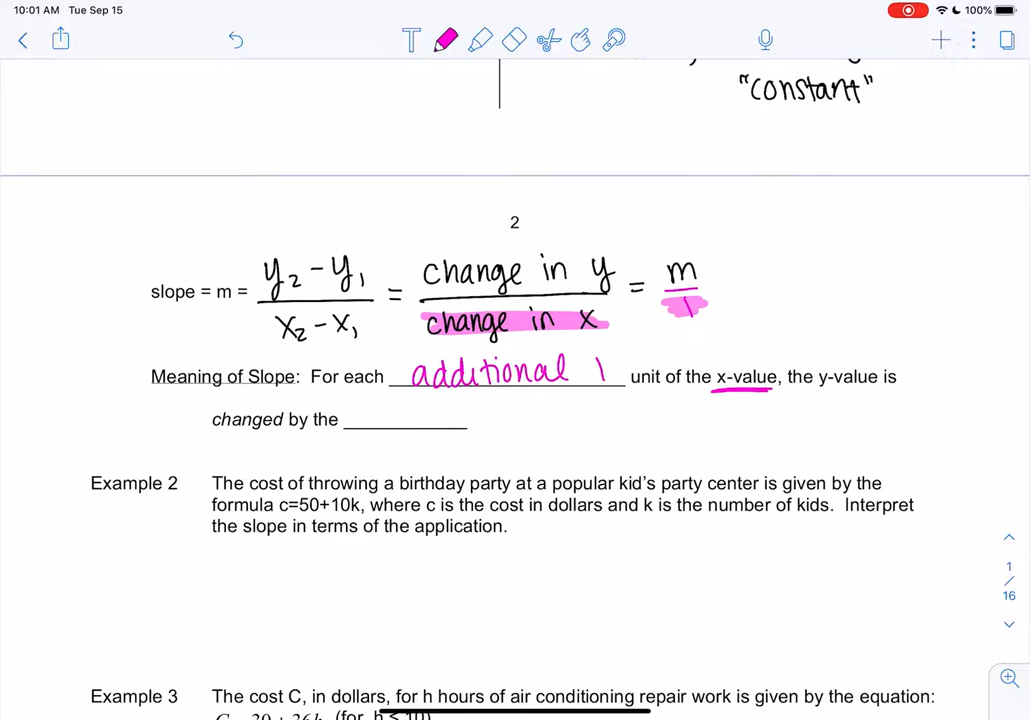 10:01 AM Tue Sep 15 100%
"constant"
2
slope = m = y₂ - y₁ / x₂ - x₁ = change in y / change in x = m / 1
Meaning of Slope: For each additional 1 unit of the x-value, the y-value is
changed by the ____________
Example 2 The cost of throwing a birthday party at a popular kid's party center is given by the
formula c=50+10k, where c is the cost in dollars and k is the number of kids. Interpret
the slope in terms of the application.
1
/
16
Example 3 The cost C, in dollars, for h hours of air conditioning repair work is given by the equation: